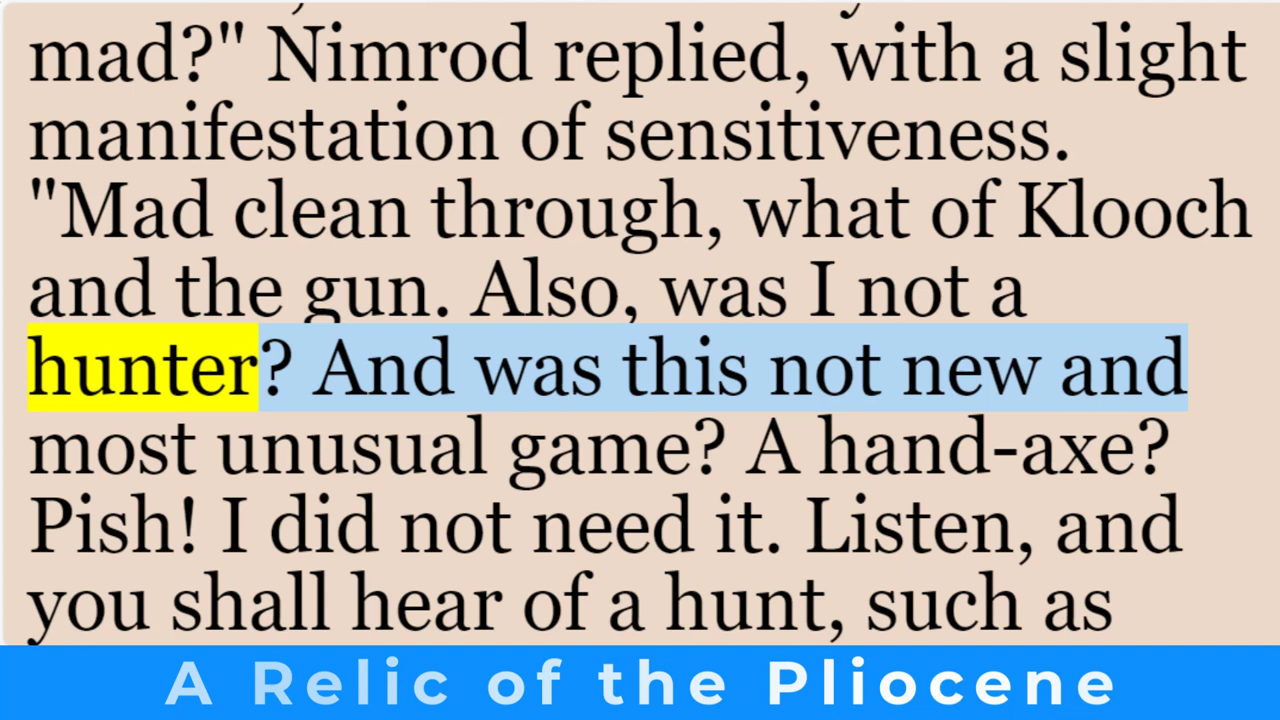 mad?" Nimrod replied, with a slight
manifestation of sensitiveness.
"Mad clean through, what of Klooch
and the gun. Also, was I not a
hunter? And was this not new and
most unusual game? A hand-axe?
Pish! I did not need it. Listen, and
you shall hear of a hunt, such as
A Relic of the Pliocene